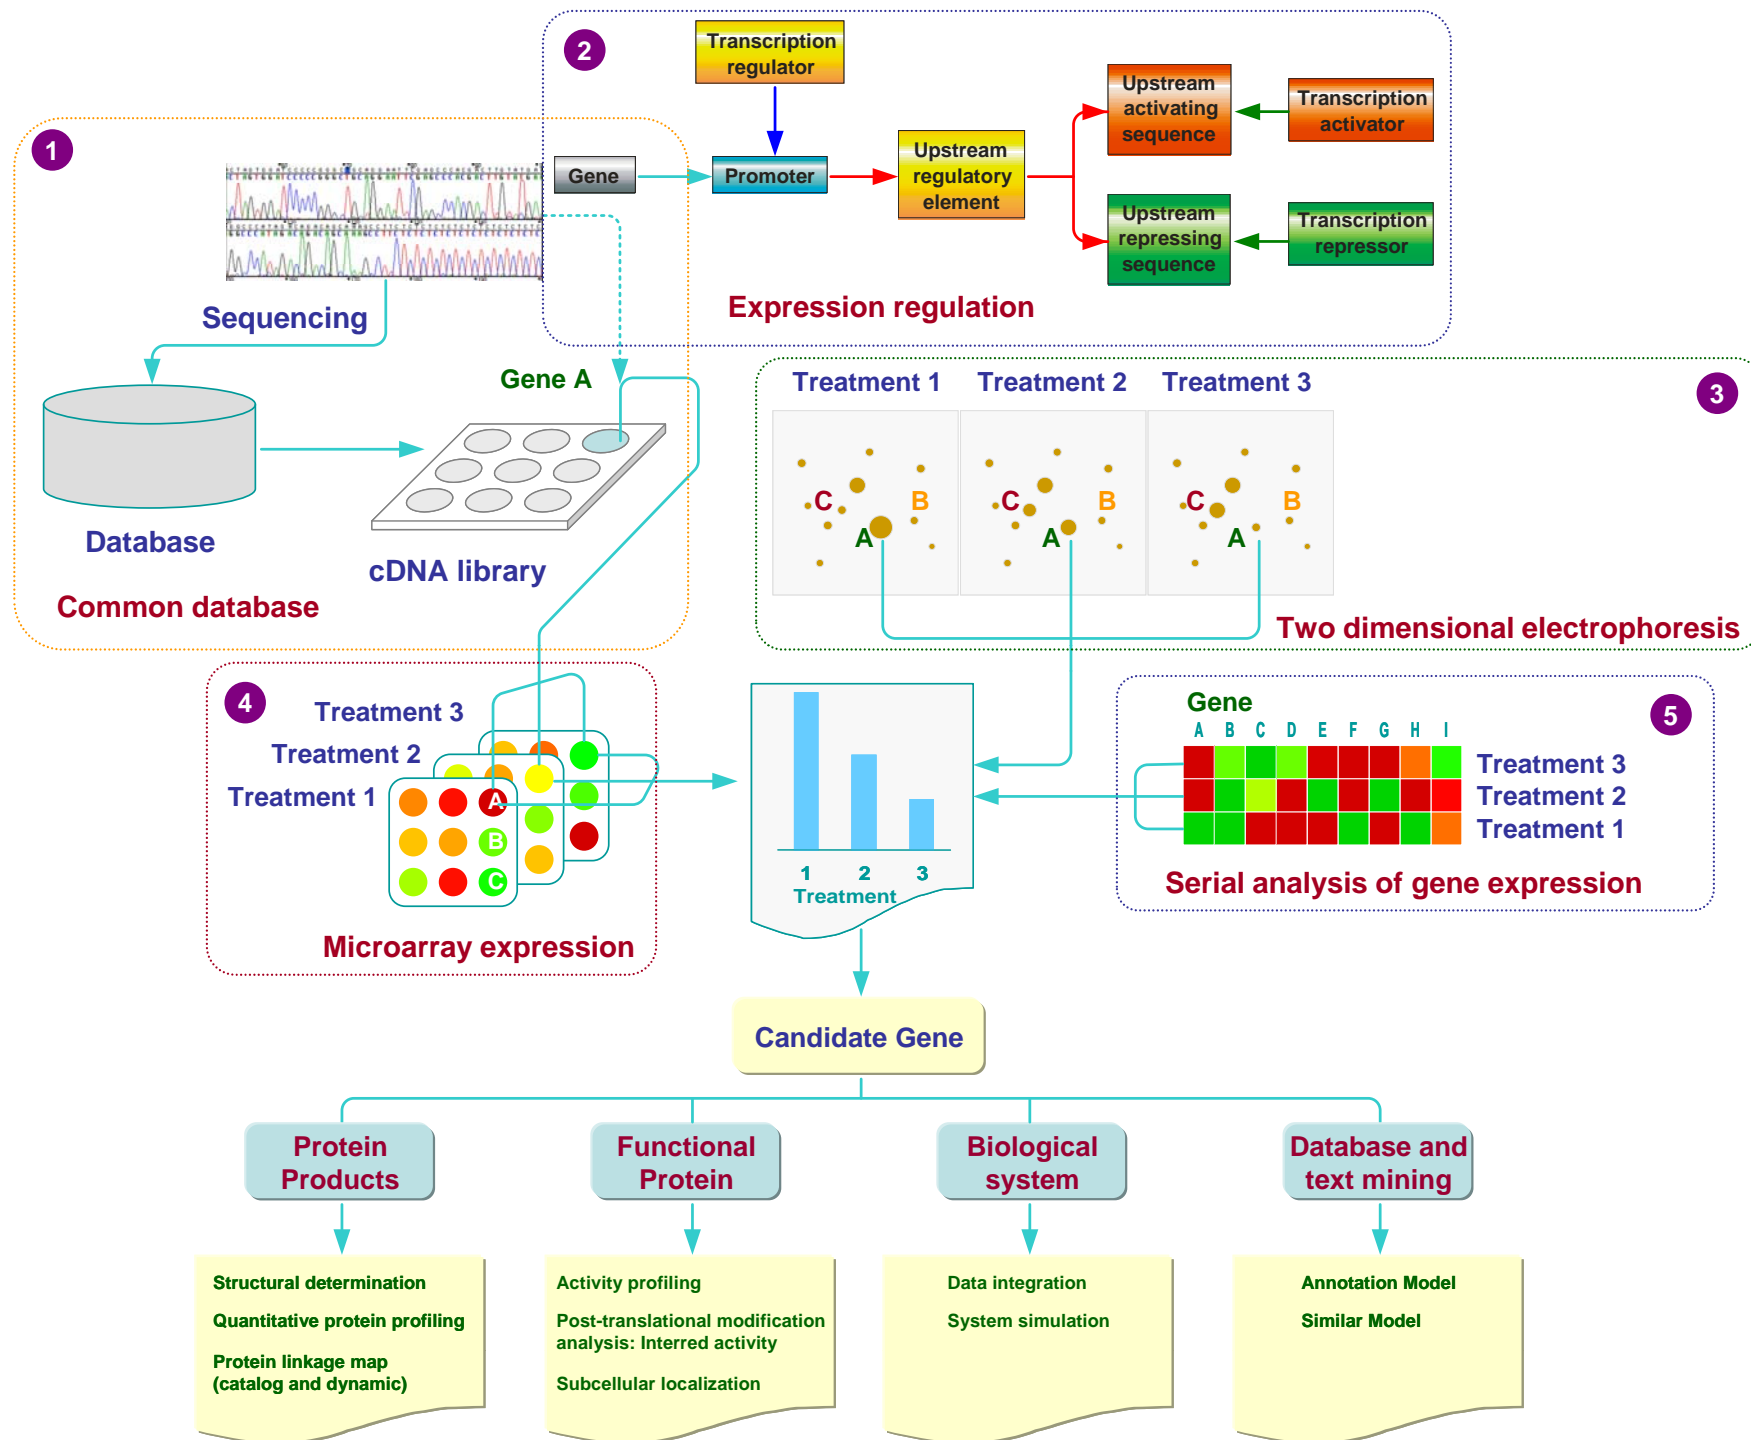 1
Sequencing
Database
Gene A
cDNA library
Common database
2
Transcription
regulator
Gene
Promoter
Upstream
regulatory
element
Upstream
activating
sequence
Transcription
activator
Upstream
repressing
sequence
Transcription
repressor
Expression regulation
3
Treatment 1
Treatment 2
Treatment 3
C
B
A
C
B
A
C
B
A
Two dimensional electrophoresis
4
Treatment 3
Treatment 2
Treatment 1
A
B
C
Microarray expression
1 2 3
Treatment
5
Gene
A B C D E F G H I
Treatment 3
Treatment 2
Treatment 1
Serial analysis of gene expression
Candidate Gene
Protein
Products
Functional
Protein
Biological
system
Database and
text mining
Structural determination
Quantitative protein profiling
Protein linkage map
(catalog and dynamic)
Activity profiling
Post-translational modification
analysis: Interred activity
Subcellular localization
Data integration
System simulation
Annotation Model
Similar Model